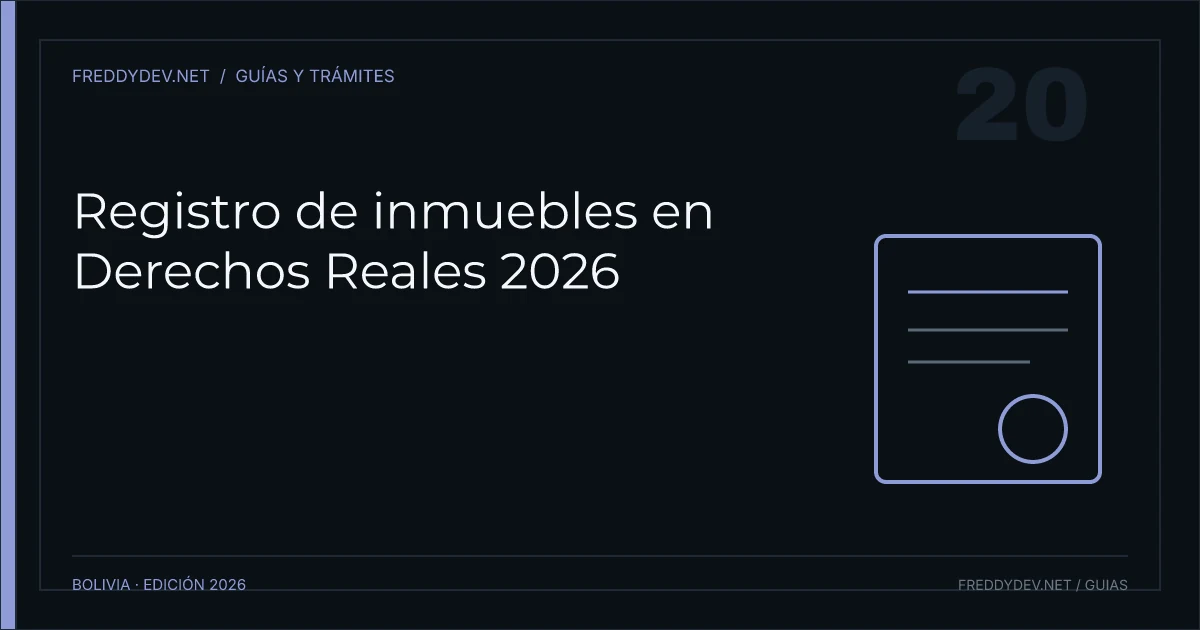 FREDDYDEV.NET / GUÍAS Y TRÁMITES
20
Registro de inmuebles en
Derechos Reales 2026
BOLIVIA · EDICIÓN 2026
FREDDYDEV.NET / GUIAS